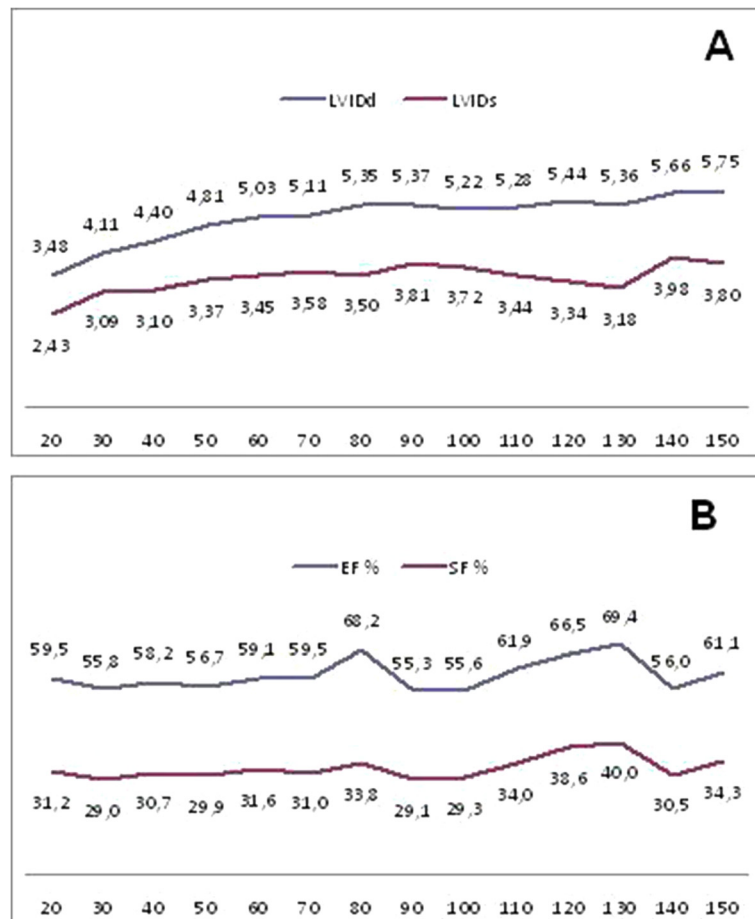 A
LVIDd LVIDs
3,48 4,11 4,40 4,81 5,03 5,11 5,35 5,37 5,22 5,28 5,44 5,36 5,66 5,75
2,43 3,09 3,10 3,37 3,45 3,58 3,50 3,81 3,72 3,44 3,34 3,18 3,98 3,80
20 30 40 50 60 70 80 90 100 110 120 130 140 150
B
EF % SF %
59,5 55,8 58,2 56,7 59,1 59,5 68,2 55,3 55,6 61,9 66,5 69,4 56,0 61,1
31,2 29,0 30,7 29,9 31,6 31,0 33,8 29,1 29,3 34,0 38,6 40,0 30,5 34,3
20 30 40 50 60 70 80 90 100 110 120 130 140 150